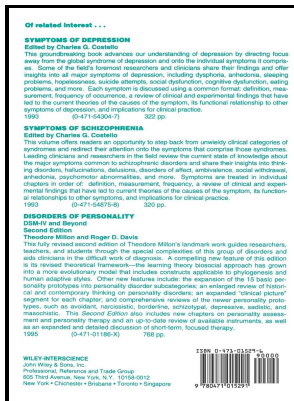 Of related Interest . . .
SYMPTOMS OF DEPRESSION
Edited by Charles G. Costello
This groundbreaking book advances our understanding of depression by directing focus
away from the global syndrome of depression and onto the individual symptoms it compris-
es. Some of the field's foremost researchers and clinicians share their findings and offer
insights into all major symptoms of depression, including dysphoria, anhedonia, sleeping
problems, hopelessness, suicide attempts, social dysfunction, cognitive dysfunction, eating
problems, and more. Each symptom is discussed using a common format: definition, mea-
surement, frequency of occurrence, a review of clinical and experimental findings that have
led to the current theories of the causes of the symptom, its functional relationship to other
symptoms of depression, and implications for clinical practice.
1993 (0-471-54304-7) 322 pp.
SYMPTOMS OF SCHIZOPHRENIA
Edited by Charles G. Costello
This volume offers readers an opportunity to step back from unwieldy clinical categories of
syndromes and redirect their attention onto the symptoms that comprise those syndromes.
Leading clinicians and researchers in the field review the current state of knowledge about
the major symptoms common to schizophrenic disorders and share their insights into think-
ing disorders, hallucinations, delusions, disorders of affect, ambivalence, social withdrawal,
anhedonia, psychomotor abnormalities, and more. Symptoms are treated in individual
chapters in order of: definition, measurement, frequency, a review of clinical and experi-
mental findings that have led to current theories of the causes of the symptom, its function-
al relationship to other symptoms, and implications for clinical practice.
1993 (0-471-54875-8) 320 pp.
DISORDERS OF PERSONALITY
DSM-IV and Beyond
Second Edition
Theodore Millon and Roger D. Davis
This fully revised second edition of Theodore Millon's landmark work guides researchers,
teachers, and students through the special complexities of this group of disorders and
aids clinicians in the difficult work of diagnosis. A compelling new feature of this edition
is its revised theoretical framework—the learning theory biosocial approach has grown
into a more evolutionary model that includes constructs applicable to phylogenesis and
human adaptive styles. Other new features include: the expansion of the 15 basic per-
sonality prototypes into personality disorder subcategories; an enlarged review of histori-
cal and contemporary thinking on personality disorders; an expanded "clinical picture"
segment for each chapter; and comprehensive reviews of the newer personality proto-
types, such as avoidant, narcissistic, borderline, schizotypal, depressive, sadistic, and
masochistic. This Second Edition also includes new chapters on personality assess-
ment and personality therapy and an up-to-date review of available instruments, as well
as an expanded and detailed discussion of short-term, focused therapy.
1995 (0-471-01186-X) 768 pp.
WILEY-INTERSCIENCE
John Wiley & Sons, Inc.
Professional, Reference and Trade Group
605 Third Avenue, New York, N.Y. 10158-0012
New York • Chichester • Brisbane • Toronto • Singapore
ISBN 0-471-01529-6
90000
9 780471 015291